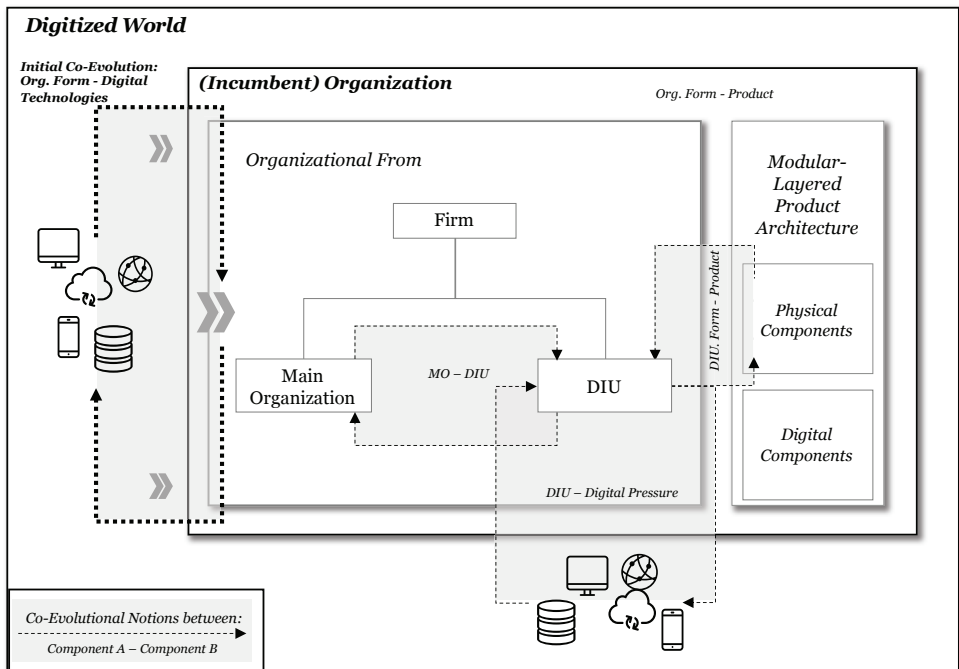 Digitized World
Initial Co-Evolution:
Org. Form - Digital
Technologies
(Incumbent) Organization
Org. Form - Product
Organizational From
Modular-
Layered
Product
Architecture
Firm
DIU. Form - Product
Physical
Components
Main
Organization
MO – DIU
DIU
Digital
Components
DIU – Digital Pressure
Co-Evolutional Notions between:
Component A – Component B